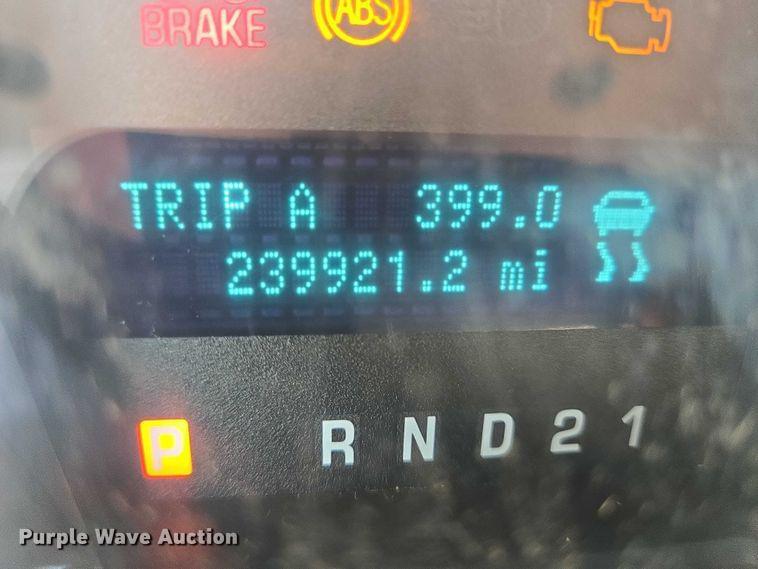 BRAKE ABS
TRIP A 399.0
239921.2 mi
P R N D 2 1
Purple Wave Auction